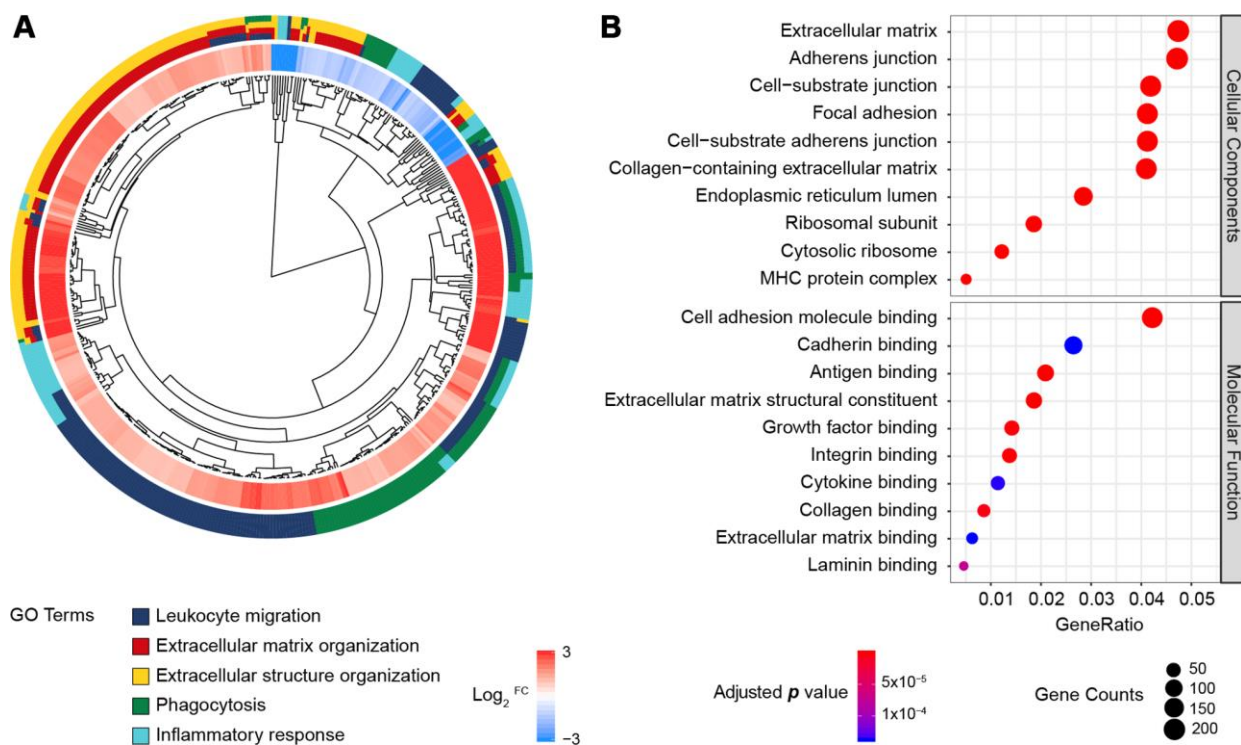 A
B
Extracellular matrix
Adherens junction
Cell-substrate junction
Focal adhesion
Cell-substrate adherens junction
Collagen-containing extracellular matrix
Endoplasmic reticulum lumen
Ribosomal subunit
Cytosolic ribosome
MHC protein complex
Cellular Components
Cell adhesion molecule binding
Cadherin binding
Antigen binding
Extracellular matrix structural constituent
Growth factor binding
Integrin binding
Cytokine binding
Collagen binding
Extracellular matrix binding
Laminin binding
Molecular Function
0.01 0.02 0.03 0.04 0.05
GeneRatio
GO Terms
Leukocyte migration
Extracellular matrix organization
Extracellular structure organization
Phagocytosis
Inflammatory response
Log₂ FC
3
−3
Adjusted p value
5×10⁻⁵
1×10⁻⁴
Gene Counts
50
100
150
200